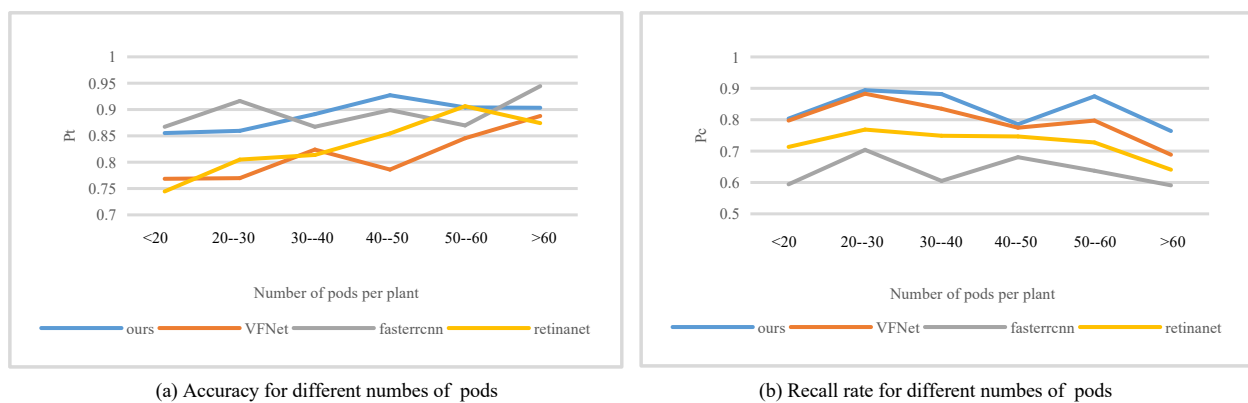 1
0.95
0.9
0.85
0.8
0.75
0.7
Pt
<20 20--30 30--40 40--50 50--60 >60
Number of pods per plant
ours VFNet fasterrcnn retinanet
(a) Accuracy for different numbes of pods
1
0.9
0.8
0.7
0.6
0.5
Pc
<20 20--30 30--40 40--50 50--60 >60
Number of pods per plant
ours VFNet fasterrcnn retinanet
(b) Recall rate for different numbes of pods